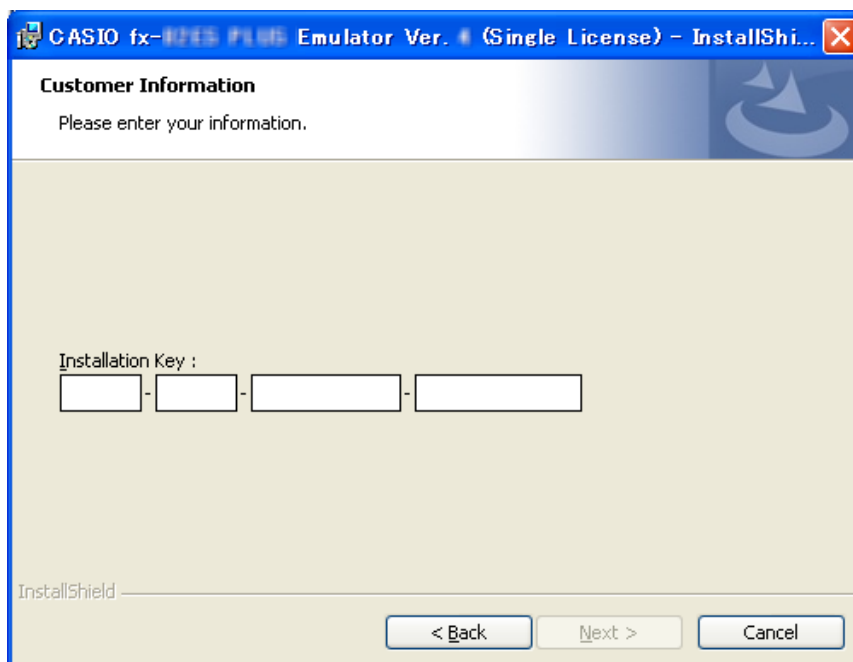 CASIO fx- Emulator Ver. (Single License) - InstallShi...
Customer Information
Please enter your information.
Installation Key :
- - -
InstallShield
< Back Next > Cancel